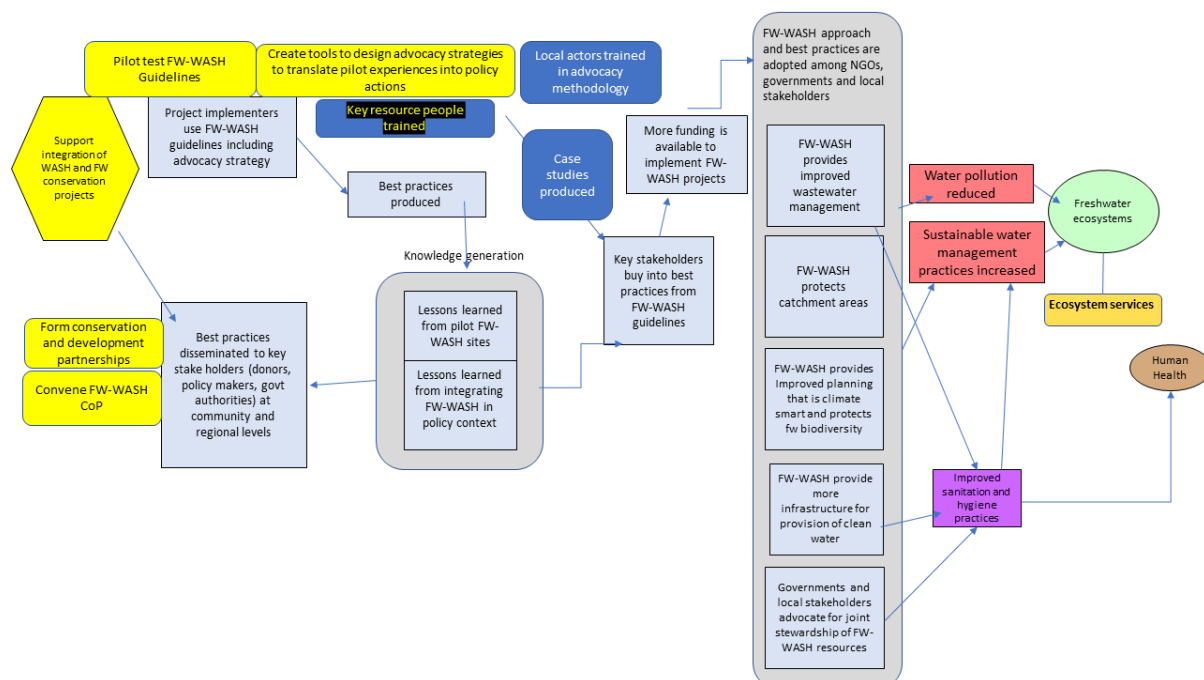 Pilot test FW-WASH
Guidelines
Create tools to design advocacy strategies
to translate pilot experiences into policy
actions
Local actors trained
in advocacy
methodology
FW-WASH approach
and best practices are
adopted among NGOs,
governments and local
stakeholders
Support
integration of
WASH and FW
conservation
projects
Project implementers
use FW-WASH
guidelines including
advocacy strategy
Key resource people
trained
Best practices
produced
Case
studies
produced
More funding is
available to
implement FW-
WASH projects
Knowledge generation
Lessons learned
from pilot FW-
WASH sites
Lessons learned
from integrating
FW-WASH in
policy context
Key stakeholders
buy into best
practices from
FW-WASH
guidelines
Form conservation
and development
partnerships
Convene FW-WASH
CoP
Best practices
disseminated to key
stake holders (donors,
policy makers, govt
authorities) at
community and
regional levels
FW-WASH
provides
improved
wastewater
management
FW-WASH
protects
catchment areas
FW-WASH provides
Improved planning
that is climate
smart and protects
fw biodiversity
FW-WASH provide
more
infrastructure for
provision of clean
water
Governments and
local stakeholders
advocate for joint
stewardship of FW-
WASH resources
Water pollution
reduced
Sustainable water
management
practices increased
Freshwater
ecosystems
Ecosystem services
Human
Health
Improved
sanitation and
hygiene
practices